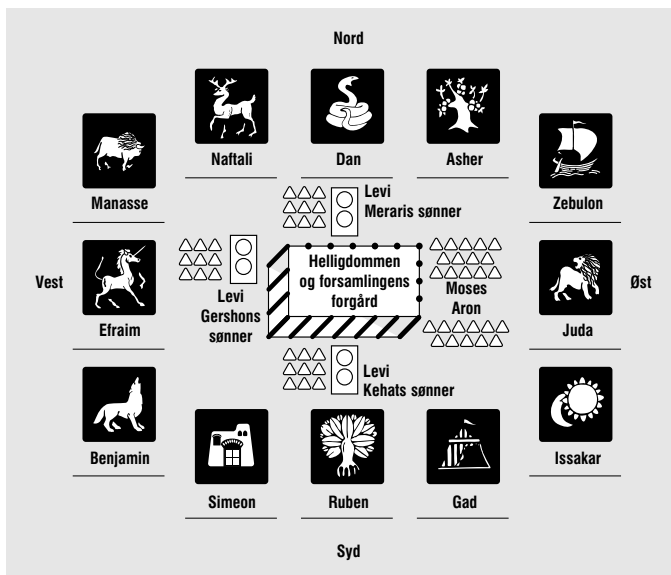 Nord
Naftali
Dan
Asher
Manasse
Zebulon
Levi
Meraris sønner
Vest
Efraim
Levi
Gershons
sønner
Helligdommen
og forsamlingens
forgård
Moses
Aron
Juda
Øst
Levi
Kehats sønner
Benjamin
Issakar
Simeon
Ruben
Gad
Syd